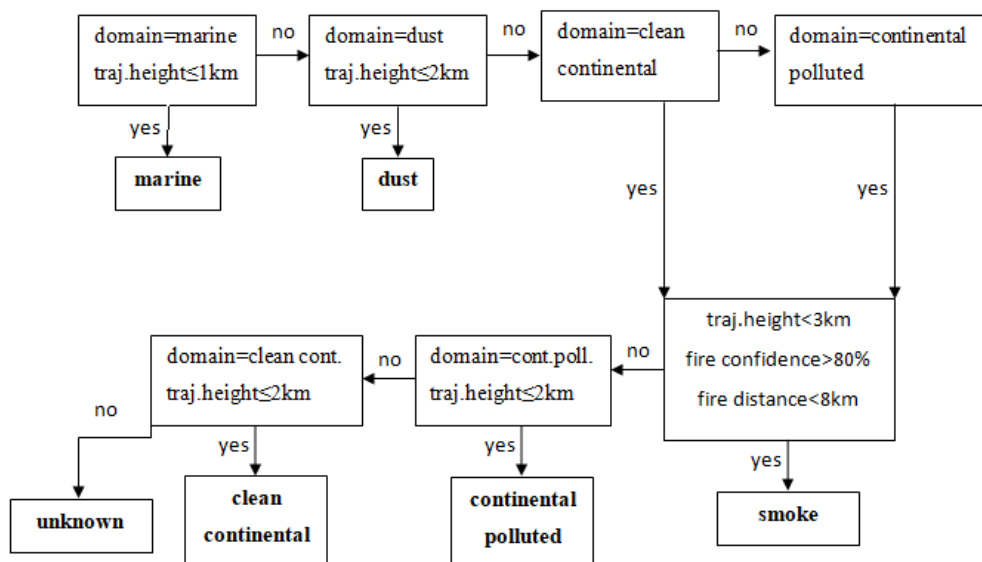 domain=marine
traj.height≤1km
no
domain=dust
traj.height≤2km
no
domain=clean
continental
no
domain=continental
polluted
yes
marine
yes
dust
yes
yes
traj.height<3km
fire confidence>80%
fire distance<8km
no
domain=cont.poll.
traj.height≤2km
no
domain=clean cont.
traj.height≤2km
no
yes
yes
yes
unknown
clean
continental
continental
polluted
smoke